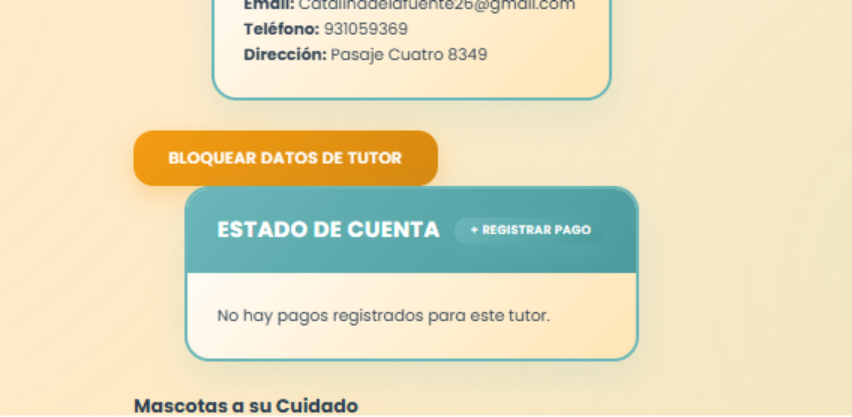 Email: Catalinadelafuente26@gmail.com
Teléfono: 931059369
Dirección: Pasaje Cuatro 8349
BLOQUEAR DATOS DE TUTOR
ESTADO DE CUENTA
+ REGISTRAR PAGO
No hay pagos registrados para este tutor.
Mascotas a su Cuidado